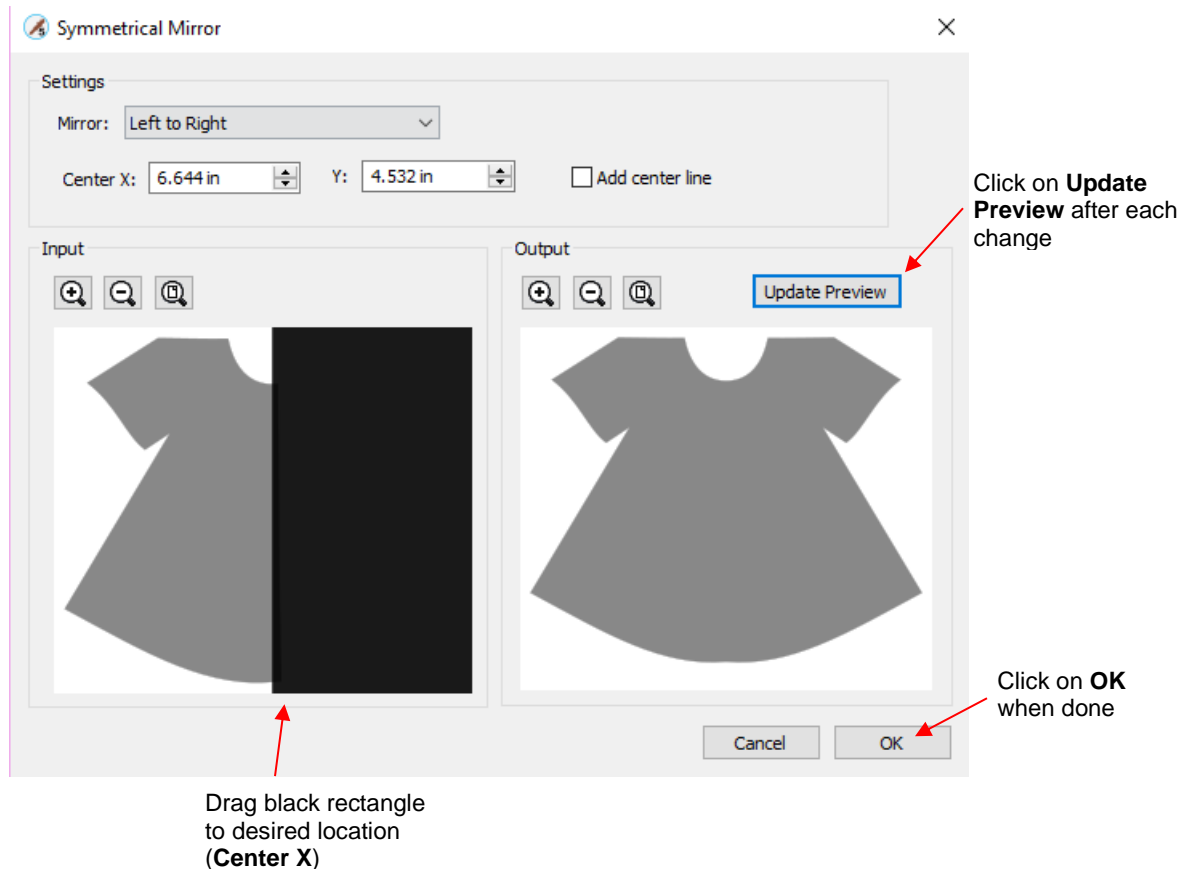 Symmetrical Mirror
Settings
Mirror: Left to Right
Center X: 6.644 in Y: 4.532 in Add center line
Click on Update
Preview after each
change
Input
Output
Update Preview
Click on OK
when done
Cancel OK
Drag black rectangle
to desired location
(Center X)